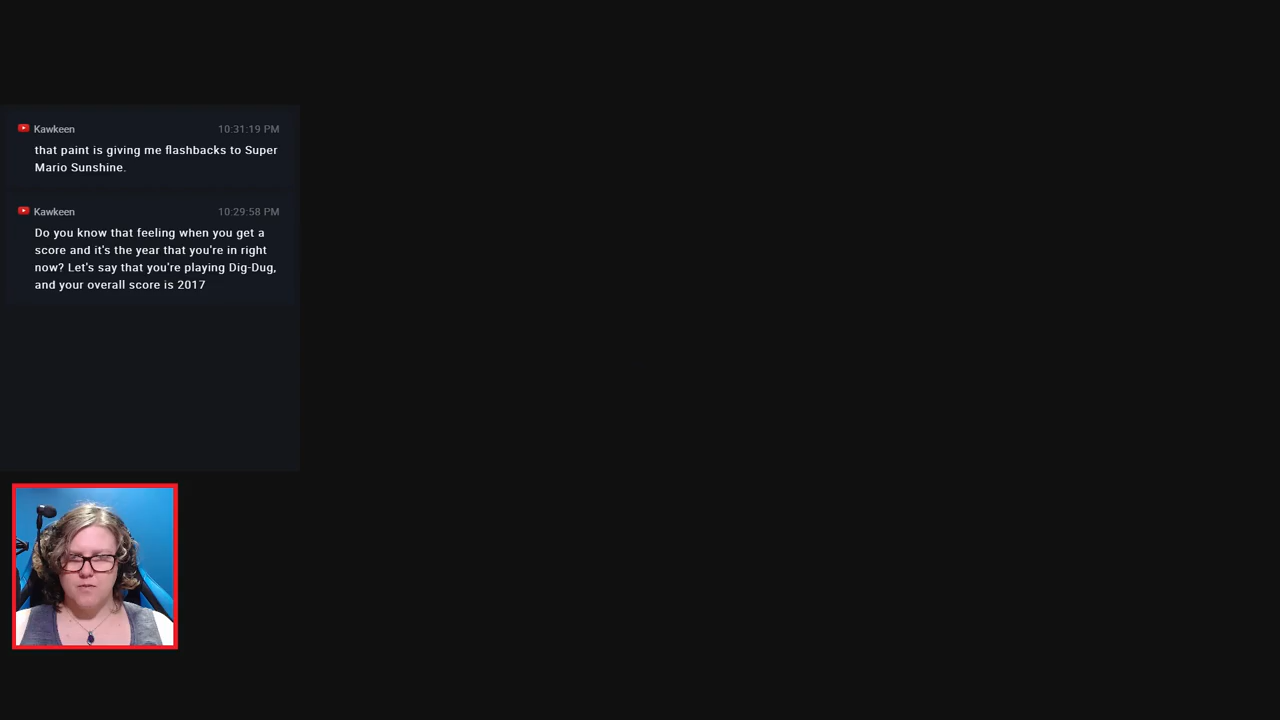 Kawkeen 10:31:19 PM
that paint is giving me flashbacks to Super
Mario Sunshine.
Kawkeen 10:29:58 PM
Do you know that feeling when you get a
score and it's the year that you're in right
now? Let's say that you're playing Dig-Dug,
and your overall score is 2017